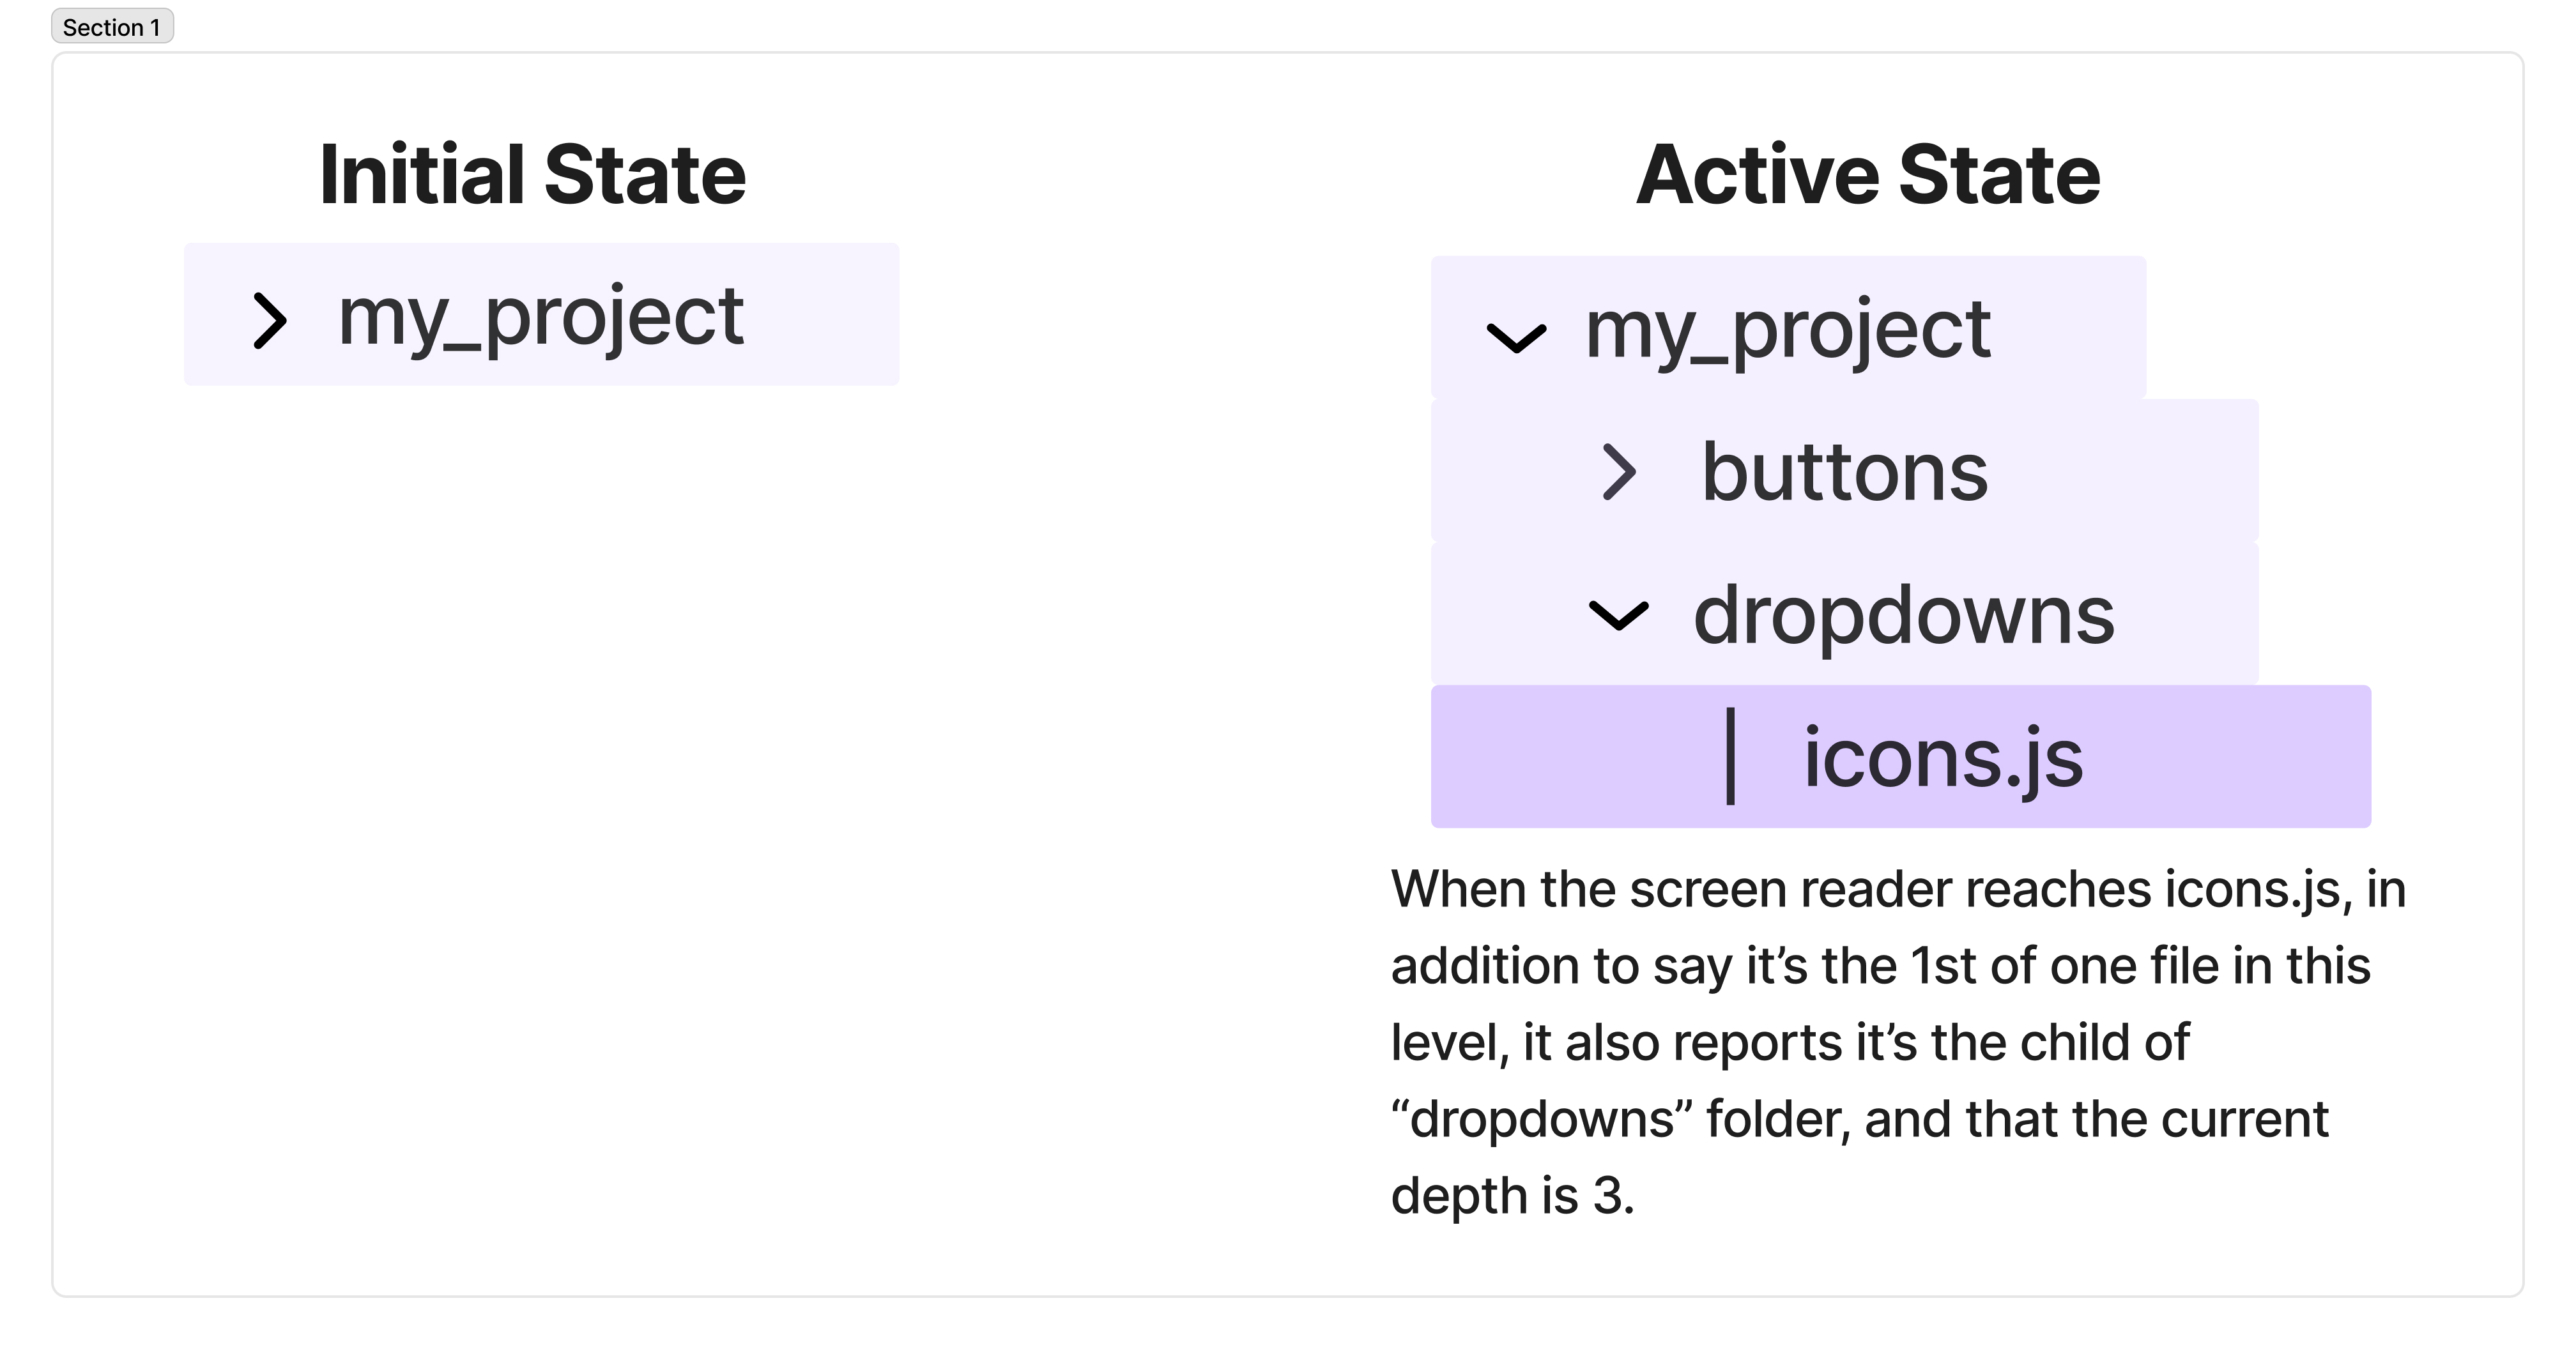 Section 1
Initial State
my_project
Active State
my_project
buttons
dropdowns
icons.js
When the screen reader reaches icons.js, in
addition to say it’s the 1st of one file in this
level, it also reports it’s the child of
“dropdowns” folder, and that the current
depth is 3.